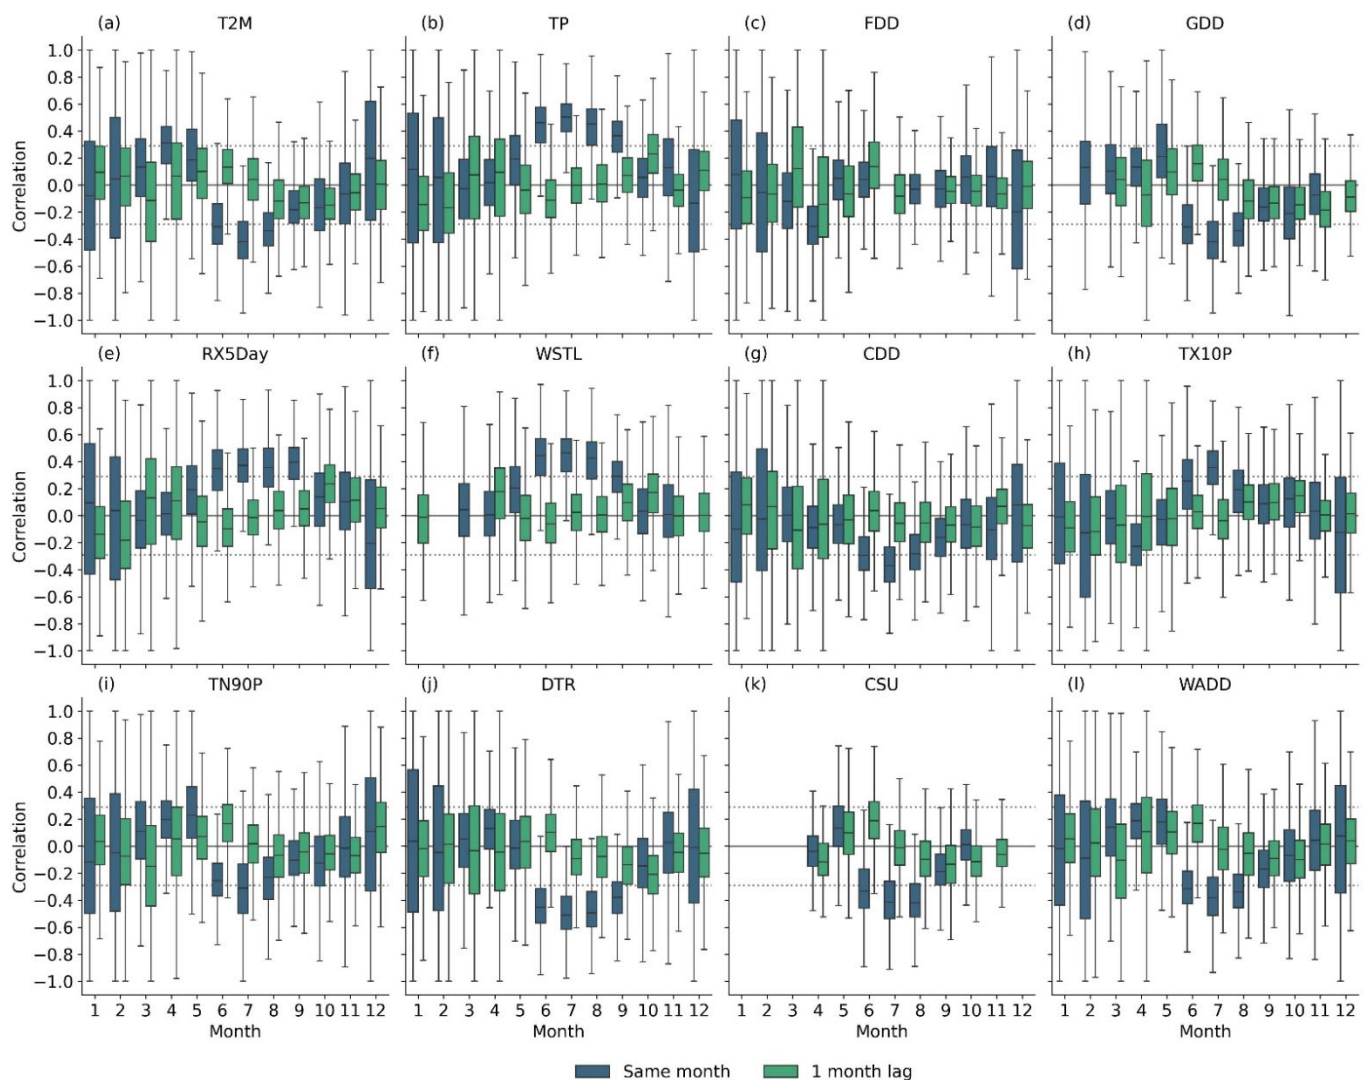 (a) T2M
(b) TP
(c) FDD
(d) GDD
Correlation
1.0
0.8
0.6
0.4
0.2
0.0
−0.2
−0.4
−0.6
−0.8
−1.0
(e) RX5Day
(f) WSTL
(g) CDD
(h) TX10P
Correlation
1.0
0.8
0.6
0.4
0.2
0.0
−0.2
−0.4
−0.6
−0.8
−1.0
(i) TN90P
(j) DTR
(k) CSU
(l) WADD
Correlation
1.0
0.8
0.6
0.4
0.2
0.0
−0.2
−0.4
−0.6
−0.8
−1.0
1 2 3 4 5 6 7 8 9 10 11 12
1 2 3 4 5 6 7 8 9 10 11 12
1 2 3 4 5 6 7 8 9 10 11 12
1 2 3 4 5 6 7 8 9 10 11 12
Month
Month
Month
Month
Same month
1 month lag